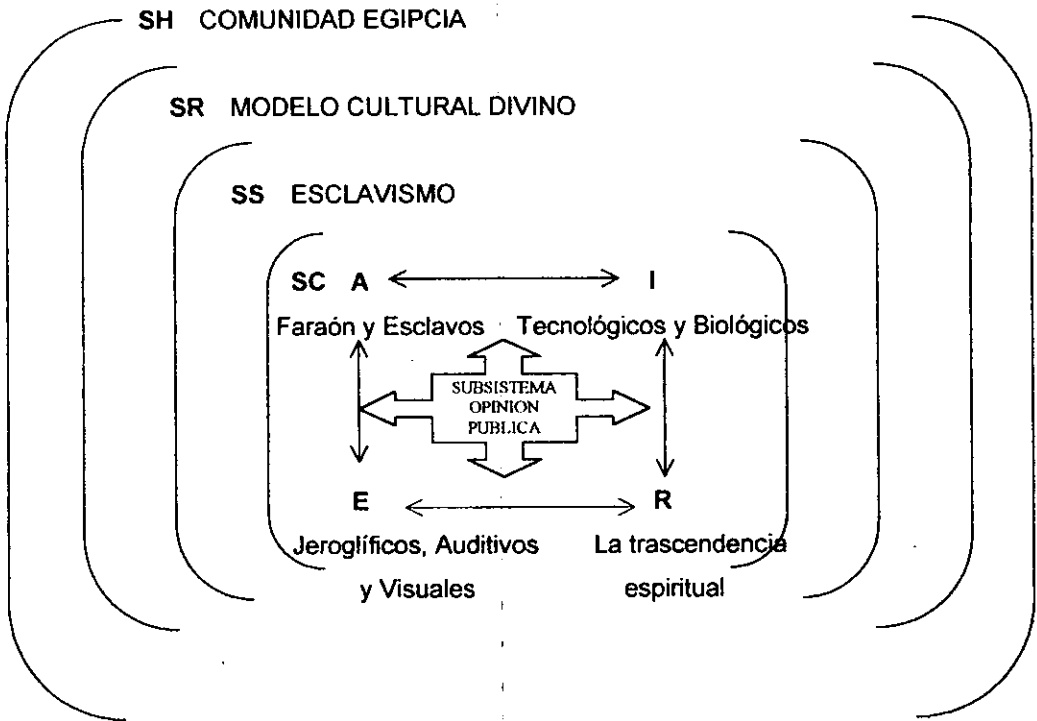 SH COMUNIDAD EGIPCIA
SR MODELO CULTURAL DIVINO
SS ESCLAVISMO
SC A I
Faraón y Esclavos Tecnológicos y Biológicos
SUBSISTEMA
OPINION
PUBLICA
E R
Jeroglíficos, Auditivos La trascendencia
y Visuales espiritual